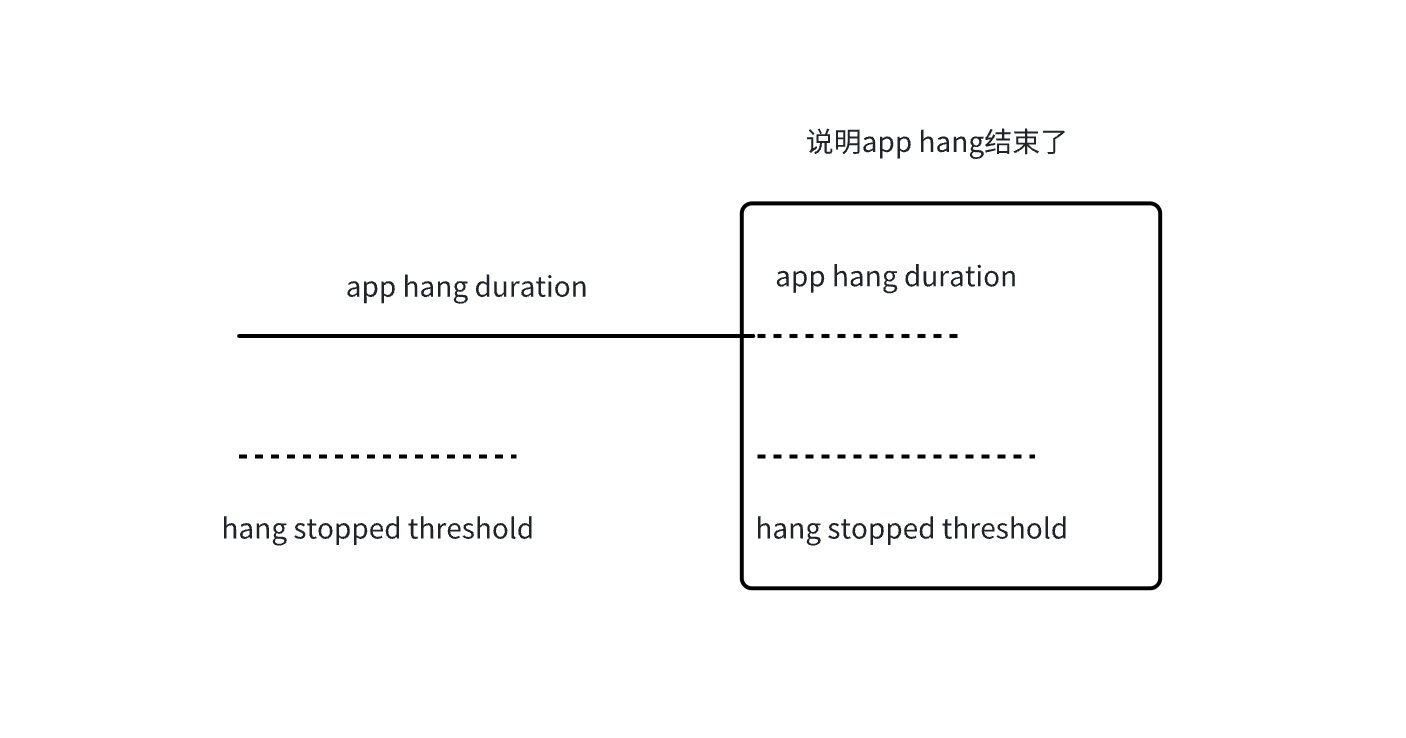 说明app hang结束了
app hang duration
app hang duration
hang stopped threshold
hang stopped threshold